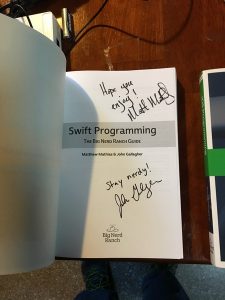 Hope you
enjoy!
Swift Programming
THE BIG NERD RANCH GUIDE
Matthew Mathias & John Gallagher
Stay nerdy!
Big Nerd
Ranch